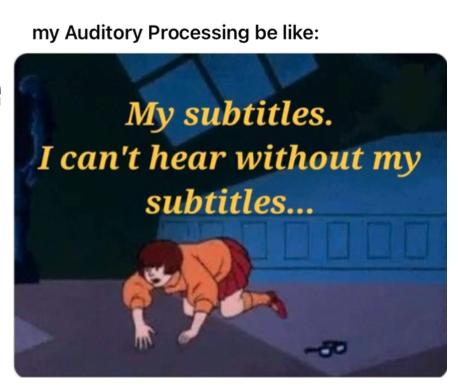 my Auditory Processing be like:
My subtitles.
I can't hear without my
subtitles...